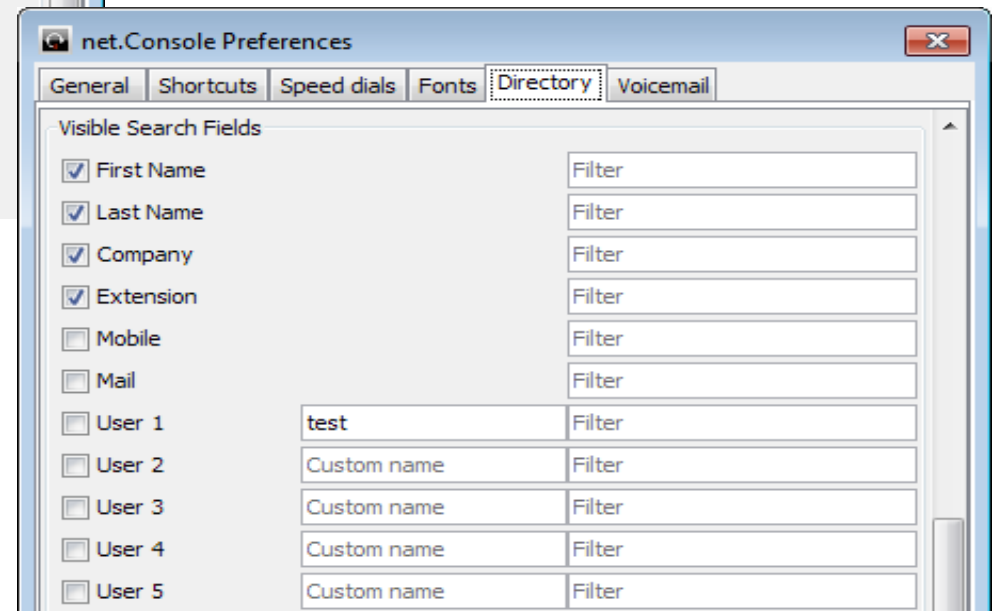 net.Console Preferences
General Shortcuts Speed dials Fonts Directory Voicemail
Visible Search Fields
First Name Filter
Last Name Filter
Company Filter
Extension Filter
Mobile Filter
Mail Filter
User 1 test Filter
User 2 Custom name Filter
User 3 Custom name Filter
User 4 Custom name Filter
User 5 Custom name Filter